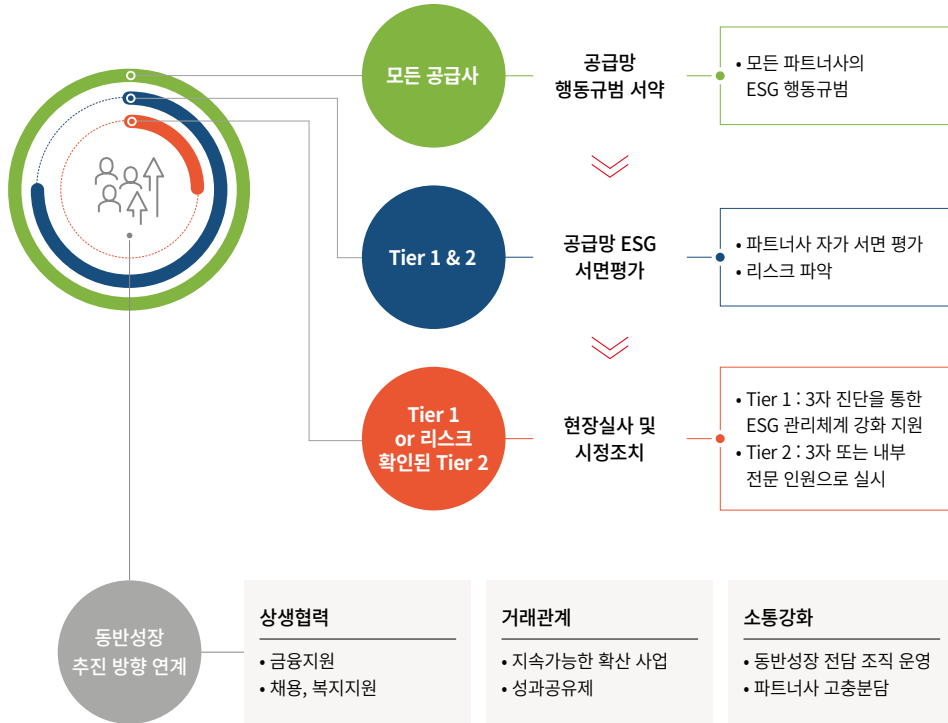 모든 공급사
공급망
행동규범 서약
• 모든 파트너사의
ESG 행동규범
Tier 1 & 2
공급망 ESG
서면평가
• 파트너사 자가 서면 평가
• 리스크 파악
Tier 1
or 리스크
확인된 Tier 2
현장실사 및
시정조치
• Tier 1 : 3자 진단을 통한
ESG 관리체계 강화 지원
• Tier 2 : 3자 또는 내부
전문 인원으로 실시
동반성장
추진 방향 연계
상생협력
• 금융지원
• 채용, 복지지원
거래관계
• 지속가능한 확산 사업
• 성과공유제
소통강화
• 동반성장 전담 조직 운영
• 파트너사 고충분담